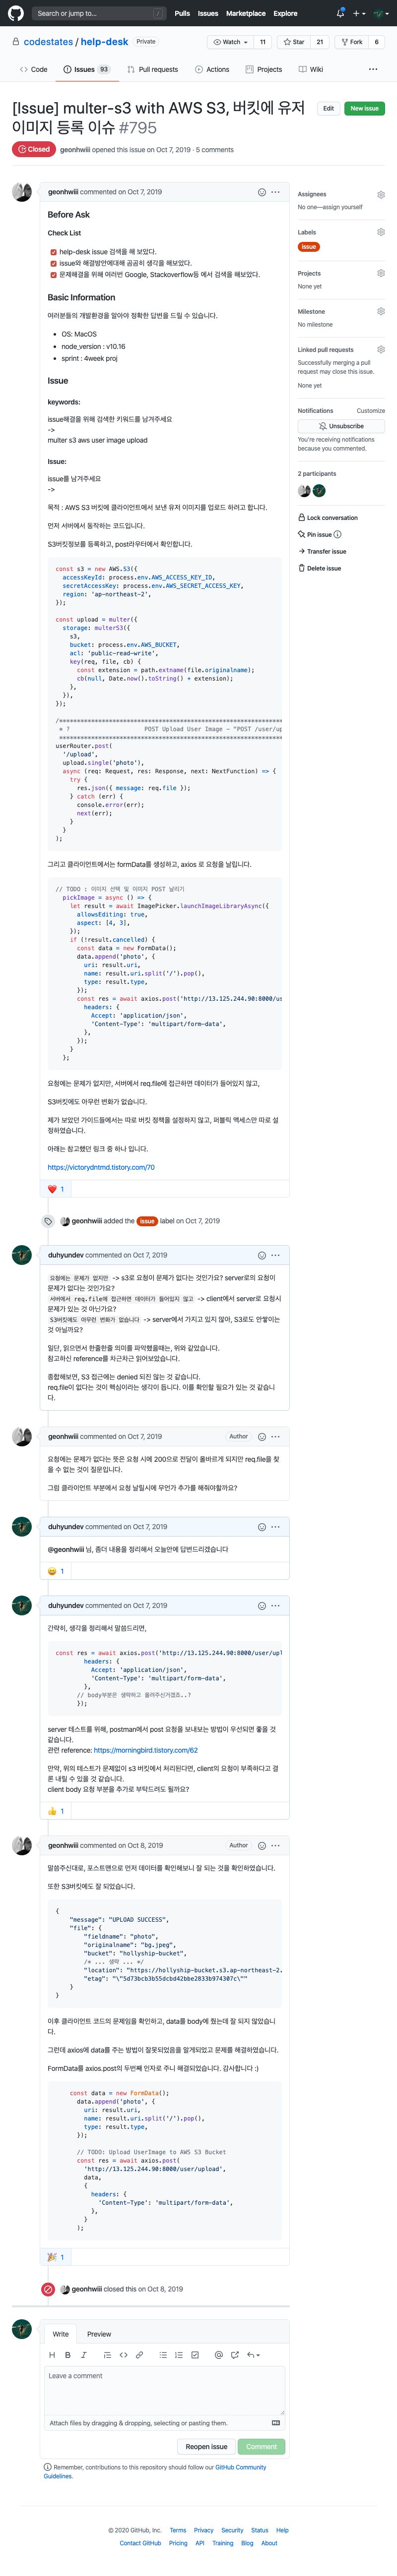 Search or jump to...
/
Pulls
Issues
Marketplace
Explore
codestates / help-desk
Private
Watch
11
Star
21
Fork
6
Code
Issues 93
Pull requests
Actions
Projects
Wiki
[Issue] multer-s3 with AWS S3, 버킷에 유저
이미지 등록 이슈 #795
Edit
New issue
Closed
geonhwiii opened this issue on Oct 7, 2019 · 5 comments
geonhwiii commented on Oct 7, 2019
Before Ask
Check List
help-desk issue 검색을 해 보았다.
issue와 해결방안에대해 곰곰히 생각을 해보았다.
문제해결을 위해 여러번 Google, Stackoverflow등 에서 검색을 해보았다.
Basic Information
여러분들의 개발환경을 알아야 정확한 답변을 드릴 수 있습니다.
OS: MacOS
node_version : v10.16
sprint : 4week proj
Issue
keywords:
issue해결을 위해 검색한 키워드를 남겨주세요
->
multer s3 aws user image upload
Issue:
issue를 남겨주세요
->
목적 : AWS S3 버킷에 클라이언트에서 보낸 유저 이미지를 업로드 하려고 합니다.
먼저 서버에서 동작하는 코드입니다.
S3버킷정보를 등록하고, post라우터에서 확인합니다.
const s3 = new AWS.S3({
accessKeyId: process.env.AWS_ACCESS_KEY_ID,
secretAccessKey: process.env.AWS_SECRET_ACCESS_KEY,
region: 'ap-northeast-2',
});
const upload = multer({
storage: multerS3({
s3,
bucket: process.env.AWS_BUCKET,
acl: 'public-read-write',
key(req, file, cb) {
const extension = path.extname(file.originalname);
cb(null, Date.now().toString() + extension);
},
}),
});
* ? POST Upload User Image - "POST /user/up
userRouter.post(
'/upload',
upload.single('photo'),
async (req: Request, res: Response, next: NextFunction) => {
try {
res.json({ message: req.file });
} catch (err) {
console.error(err);
next(err);
}
}
);
그리고 클라이언트에서는 formData를 생성하고, axios 로 요청을 날립니다.
// TODO : 이미지 선택 및 이미지 POST 날리기
pickImage = async () => {
let result = await ImagePicker.launchImageLibraryAsync({
allowsEditing: true,
aspect: [4, 3],
});
if (!result.cancelled) {
const data = new FormData();
data.append('photo', {
uri: result.uri,
name: result.uri.split('/').pop(),
type: result.type,
});
const res = await axios.post('http://13.125.244.90:8000/us
headers: {
Accept: 'application/json',
'Content-Type': 'multipart/form-data',
},
});
}
};
요청에는 문제가 없지만, 서버에서 req.file에 접근하면 데이터가 들어있지 않고,
S3버킷에도 아무런 변화가 없습니다.
제가 보았던 가이드들에서는 따로 버킷 정책을 설정하지 않고, 퍼블릭 액세스만 따로 설
정하였습니다.
아래는 참고했던 링크 중 하나 입니다.
https://victorydntmd.tistory.com/70
1
geonhwiii added the issue label on Oct 7, 2019
duhyundev commented on Oct 7, 2019
요청에는 문제가 없지만 -> s3로 요청이 문제가 없다는 것인가요? server로의 요청이
문제가 없다는 것인가요?
서버에서 req.file에 접근하면 데이터가 들어있지 않고 -> client에서 server로 요청시
문제가 있는 것 아닌가요?
S3버킷에도 아무런 변화가 없습니다 -> server에서 가지고 있지 않아, S3로도 안쌓이는
것 아닐까요?
일단, 읽으면서 한줄한줄 의미를 파악했을때는, 위와 같았습니다.
참고하신 reference를 차근차근 읽어보았습니다.
종합해보면, S3 접근에는 denied 되진 않는 것 같습니다.
req.file이 없다는 것이 핵심이라는 생각이 듭니다. 이를 확인할 필요가 있는 것 같습니
다.
geonhwiii commented on Oct 7, 2019
Author
요청에는 문제가 없다는 뜻은 요청 시에 200으로 전달이 올바르게 되지만 req.file을 찾
을 수 없는 것이 질문입니다.
그럼 클라이언트 부분에서 요청 날릴시에 무언가 추가를 해줘야할까요?
duhyundev commented on Oct 7, 2019
@geonhwiii 님, 좀더 내용을 정리해서 오늘안에 답변드리겠습니다
1
duhyundev commented on Oct 7, 2019
간략히, 생각을 정리해서 말씀드리면,
const res = await axios.post('http://13.125.244.90:8000/user/upl
headers: {
Accept: 'application/json',
'Content-Type': 'multipart/form-data',
},
// body부분은 생략하고 올려주신거겠죠..?
});
server 테스트를 위해, postman에서 post 요청을 보내보는 방법이 우선되면 좋을 것
같습니다.
관련 reference: https://morningbird.tistory.com/62
만약, 위의 테스트가 문제없이 s3 버킷에서 처리된다면, client의 요청이 부족하다고 결
론 내릴 수 있을 것 같습니다.
client body 요청 부분을 추가로 부탁드려도 될까요?
1
geonhwiii commented on Oct 8, 2019
Author
말씀주신대로, 포스트맨으로 먼저 데이터를 확인해보니 잘 되는 것을 확인하였습니다.
또한 S3버킷에도 잘 되었습니다.
{
"message": "UPLOAD SUCCESS",
"file": {
"fieldname": "photo",
"originalname": "bg.jpeg",
"bucket": "hollyship-bucket",
/* ... 생략 ... */
"location": "https://hollyship-bucket.s3.ap-northeast-2.
"etag": "\"5d73bcb3b55dcbd42bbe2833b974307c\""
}
}
이후 클라이언트 코드의 문제임을 확인하고, data를 body에 줬는데 잘 되지 않았습니
다.
그런데 axios에 data를 주는 방법이 잘못되었음을 알게되었고 문제를 해결하였습니다.
FormData를 axios.post의 두번째 인자로 주니 해결되었습니다. 감사합니다 :)
const data = new FormData();
data.append('photo', {
uri: result.uri,
name: result.uri.split('/').pop(),
type: result.type,
});
// TODO: Upload UserImage to AWS S3 Bucket
const res = await axios.post(
'http://13.125.244.90:8000/user/upload',
data,
{
headers: {
'Content-Type': 'multipart/form-data',
},
}
);
1
geonhwiii closed this on Oct 8, 2019
Write
Preview
Leave a comment
Attach files by dragging & dropping, selecting or pasting them.
Reopen issue
Comment
Remember, contributions to this repository should follow our GitHub Community
Guidelines.
Assignees
No one—assign yourself
Labels
issue
Projects
None yet
Milestone
No milestone
Linked pull requests
Successfully merging a pull
request may close this issue.
None yet
Notifications
Customize
Unsubscribe
You're receiving notifications
because you commented.
2 participants
Lock conversation
Pin issue
Transfer issue
Delete issue
© 2020 GitHub, Inc.
Terms
Privacy
Security
Status
Help
Contact GitHub
Pricing
API
Training
Blog
About